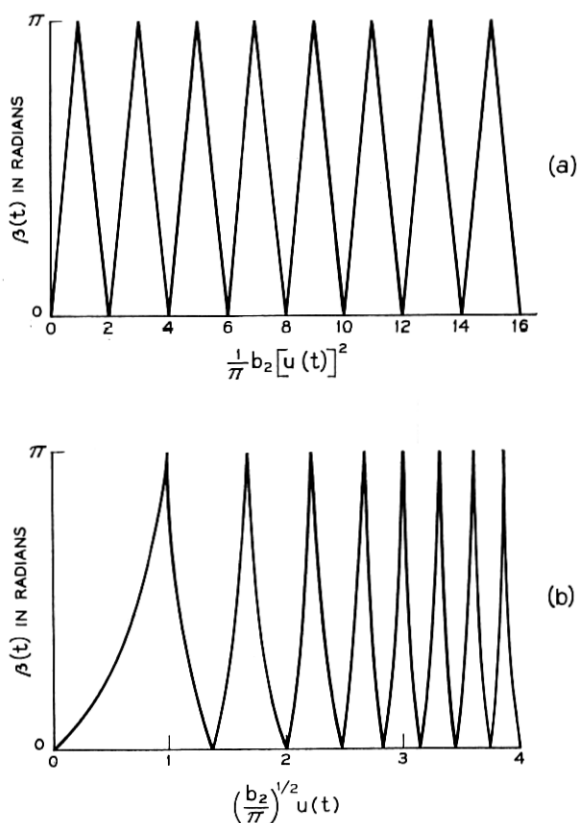 π
β(t) IN RADIANS
0
0 2 4 6 8 10 12 14 16
1/π b₂[u(t)]²
(a)
π
β(t) IN RADIANS
0
0 1 2 3 4
(b₂/π)^1/2 u(t)
(b)